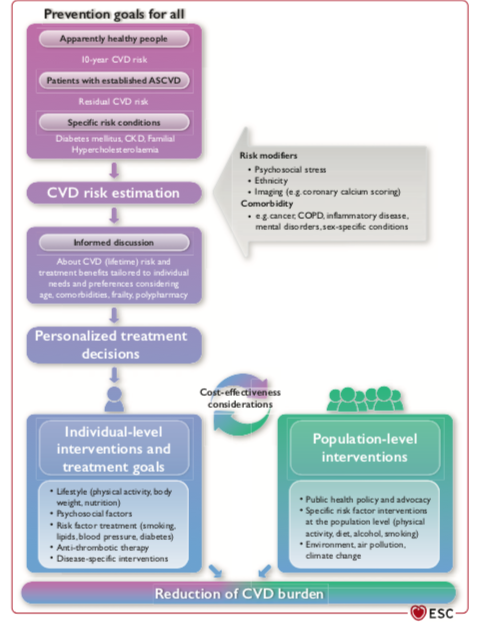 Prevention goals for all
Apparently healthy people
10-year CVD risk
Patients with established ASCVD
Residual CVD risk
Specific risk conditions
Diabetes mellitus, CKD, Familial
Hypercholesterolaemia
CVD risk estimation
Risk modifiers
• Psychosocial stress
• Ethnicity
• Imaging (e.g. coronary calcium scoring)
Comorbidity
• e.g. cancer, COPD, inflammatory disease,
mental disorders, sex-specific conditions
Informed discussion
About CVD (lifetime) risk and
treatment benefits tailored to individual
needs and preferences considering
age, comorbidities, frailty, polypharmacy
Personalized treatment
decisions
Cost-effectiveness
considerations
Individual-level
interventions and
treatment goals
• Lifestyle (physical activity, body
weight, nutrition)
• Psychosocial factors
• Risk factor treatment (smoking,
lipids, blood pressure, diabetes)
• Anti-thrombotic therapy
• Disease-specific interventions
Population-level
interventions
• Public health policy and advocacy
• Specific risk factor interventions
at the population level (physical
activity, diet, alcohol, smoking)
• Environment, air pollution,
climate change
Reduction of CVD burden
ESC